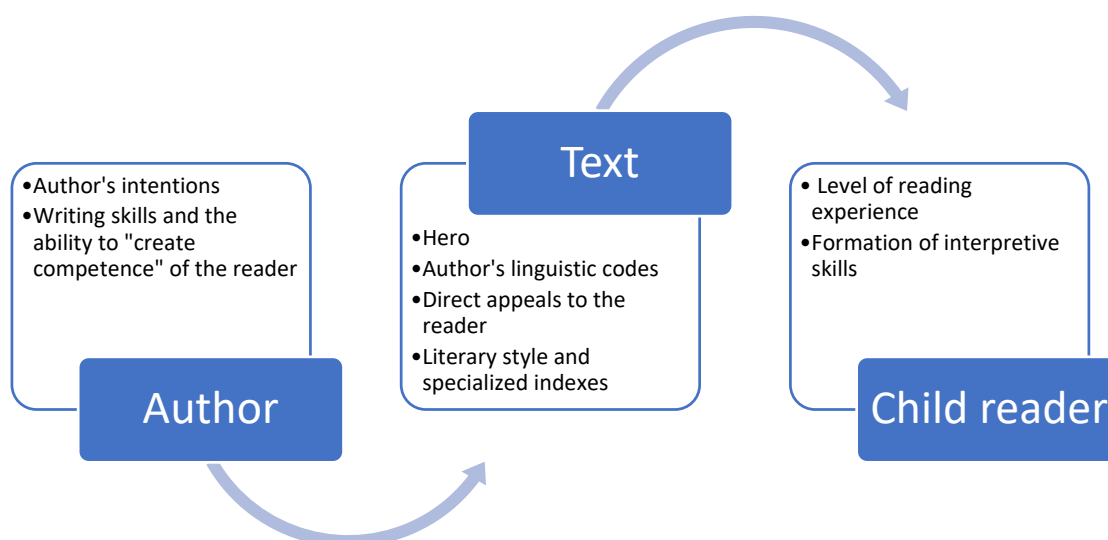 •Author's intentions
•Writing skills and the
ability to "create
competence" of the reader
Author
Text
•Hero
•Author's linguistic codes
•Direct appeals to the
reader
•Literary style and
specialized indexes
• Level of reading
experience
•Formation of interpretive
skills
Child reader